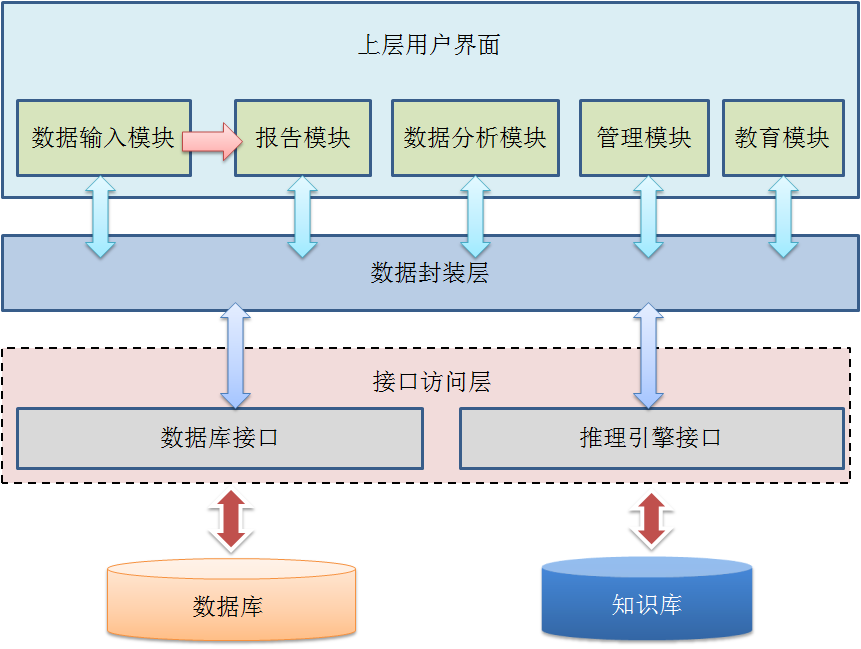 上层用户界面
数据输入模块
报告模块
数据分析模块
管理模块
教育模块
数据封装层
接口访问层
数据库接口
推理引擎接口
数据库
知识库